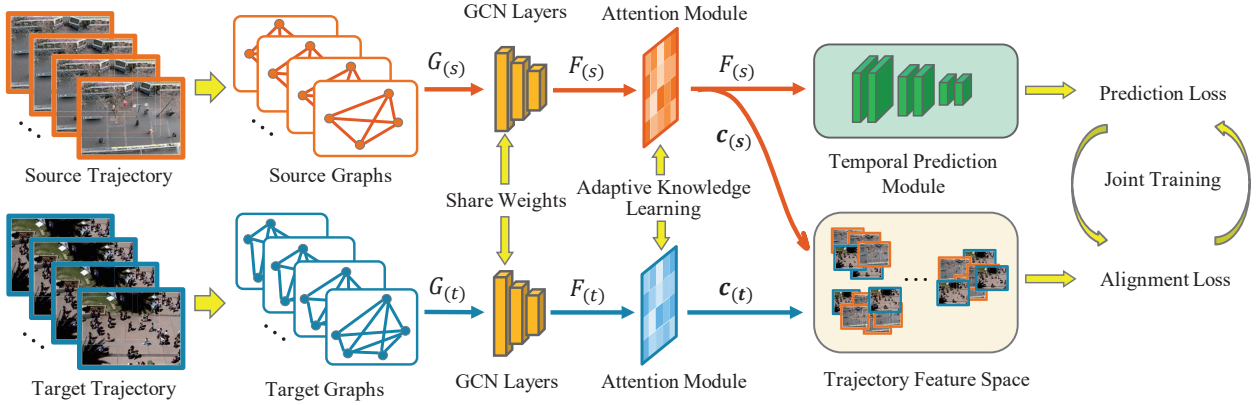 GCN Layers
Attention Module
G(s)
F(s)
F(s)
c(s)
Prediction Loss
Source Trajectory
Source Graphs
Temporal Prediction
Module
Share Weights
Adaptive Knowledge
Learning
Joint Training
G(t)
F(t)
c(t)
Alignment Loss
Target Trajectory
Target Graphs
GCN Layers
Attention Module
Trajectory Feature Space